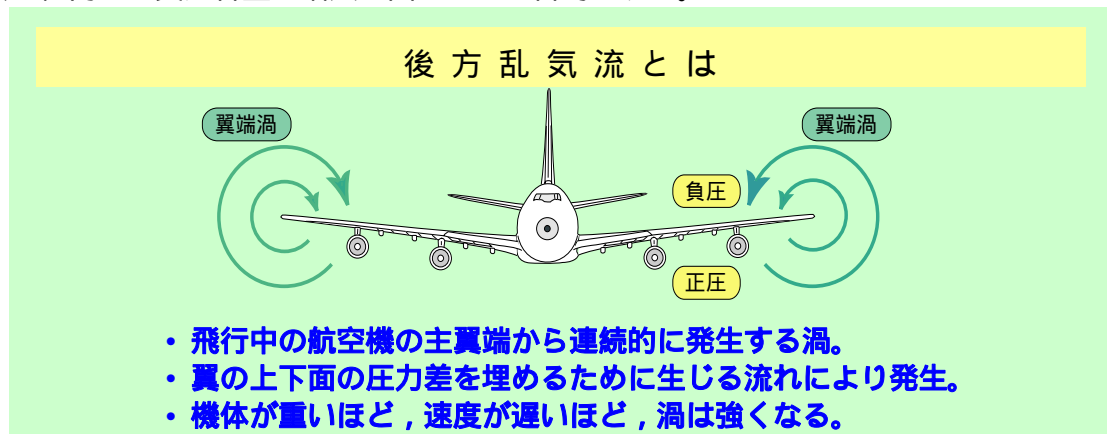 後方乱気流とは
翼端渦
翼端渦
負圧
正圧
・飛行中の航空機の主翼端から連続的に発生する渦。
・翼の上下面の圧力差を埋めるために生じる流れにより発生。
・機体が重いほど，速度が遅いほど，渦は強くなる。